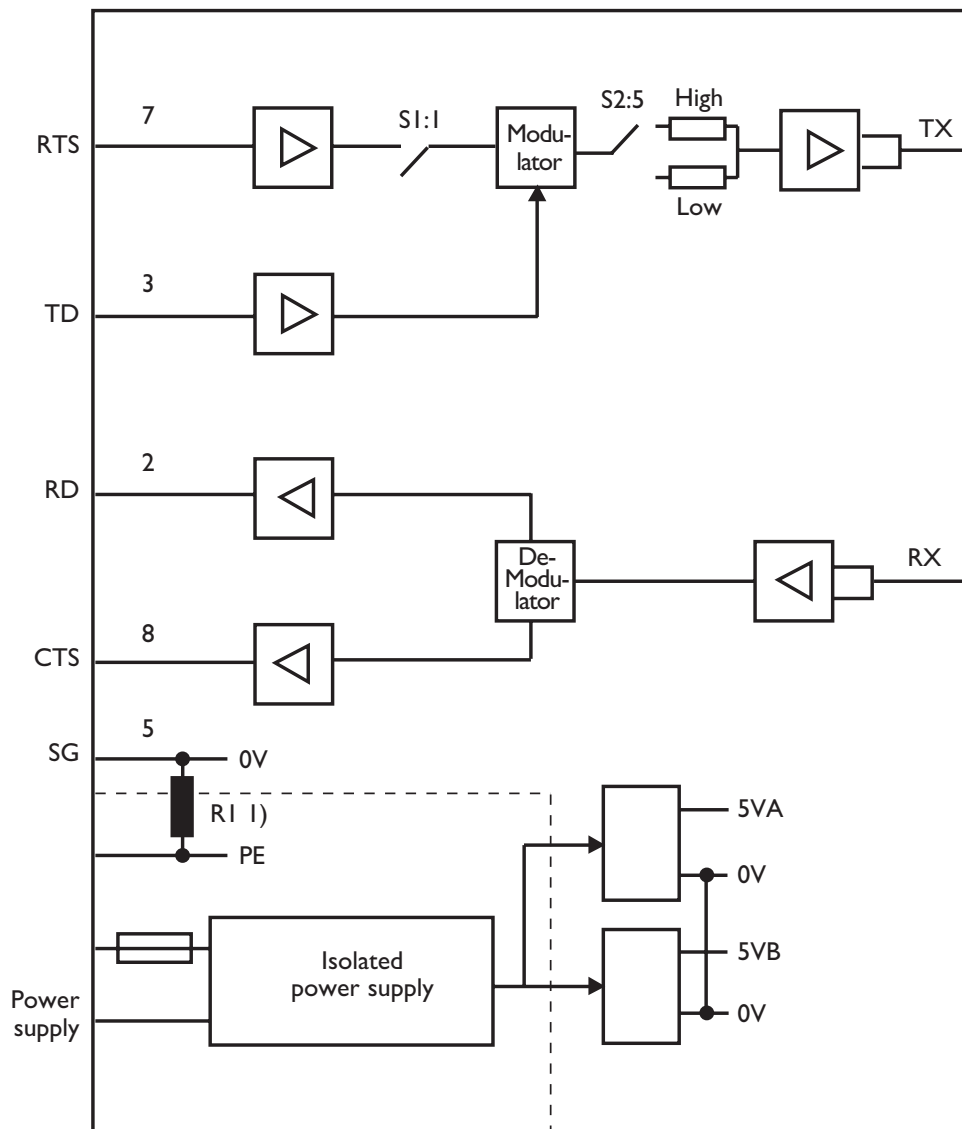 7
RTS
S1:1
Modu-
lator
S2:5
High
Low
TX
3
TD
2
RD
De-
Modu-
lator
RX
8
CTS
5
SG
0V
R1 1)
PE
5VA
0V
Isolated
power supply
5VB
0V
Power
supply